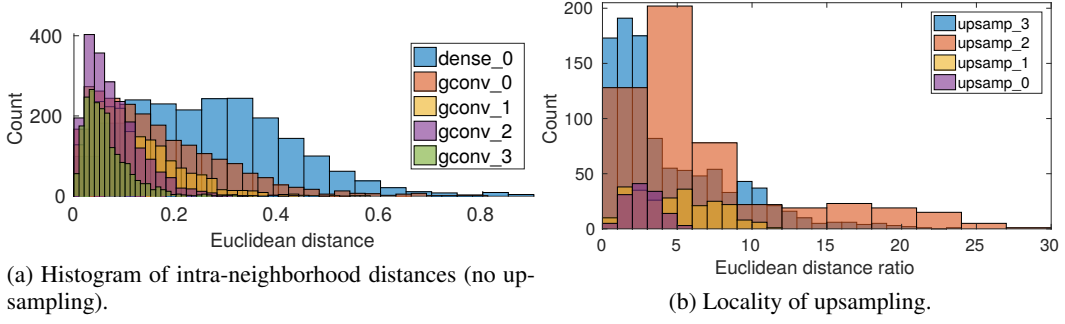 400
200
0
Count
0
0.2
0.4
0.6
0.8
Euclidean distance
dense_0
gconv_0
gconv_1
gconv_2
gconv_3
(a) Histogram of intra-neighborhood distances (no up-
sampling).
200
150
100
50
0
Count
0
5
10
15
20
25
30
Euclidean distance ratio
upsamp_3
upsamp_2
upsamp_1
upsamp_0
(b) Locality of upsampling.